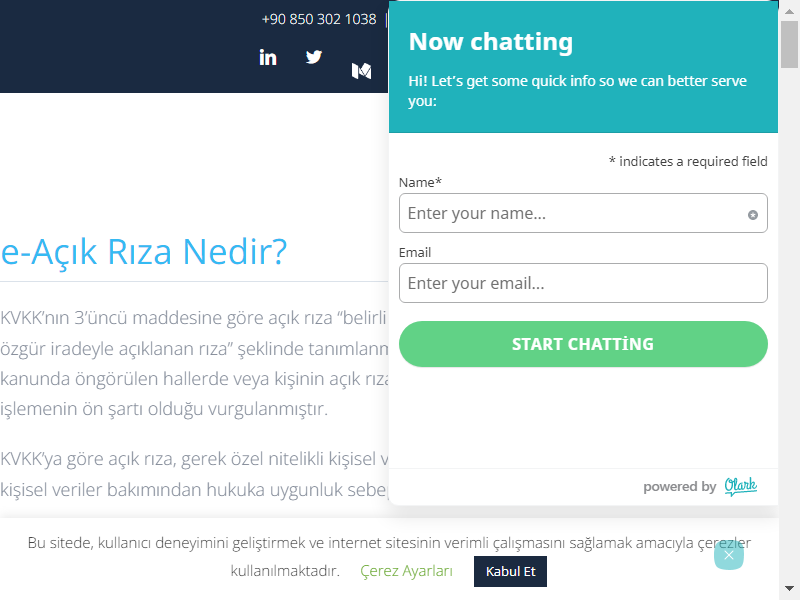 +90 850 302 1038 |
Now chatting
Hi! Let's get some quick info so we can better serve
you:
* indicates a required field
Name*
Enter your name...
Email
Enter your email...
START CHATTİNG
powered by Olark
e-Açık Rıza Nedir?
KVKK'nın 3'üncü maddesine göre açık rıza “belirli
özgür iradeyle açıklanan rıza” şeklinde
kanunda öngörülen hallerde veya kişinin açık
işlemenin ön şartı olduğu vurgulanmıştır.
KVKK'ya göre açık rıza, gerek özel nitelikli kişisel
kişisel veriler bakımından hukuka uygunluk
Bu sitede, kullanıcı deneyimini geliştirmek ve internet sitesinin verimli çalışmasını sağlamak amacıyla çerezler
kullanılmaktadır. Çerez Ayarları Kabul Et